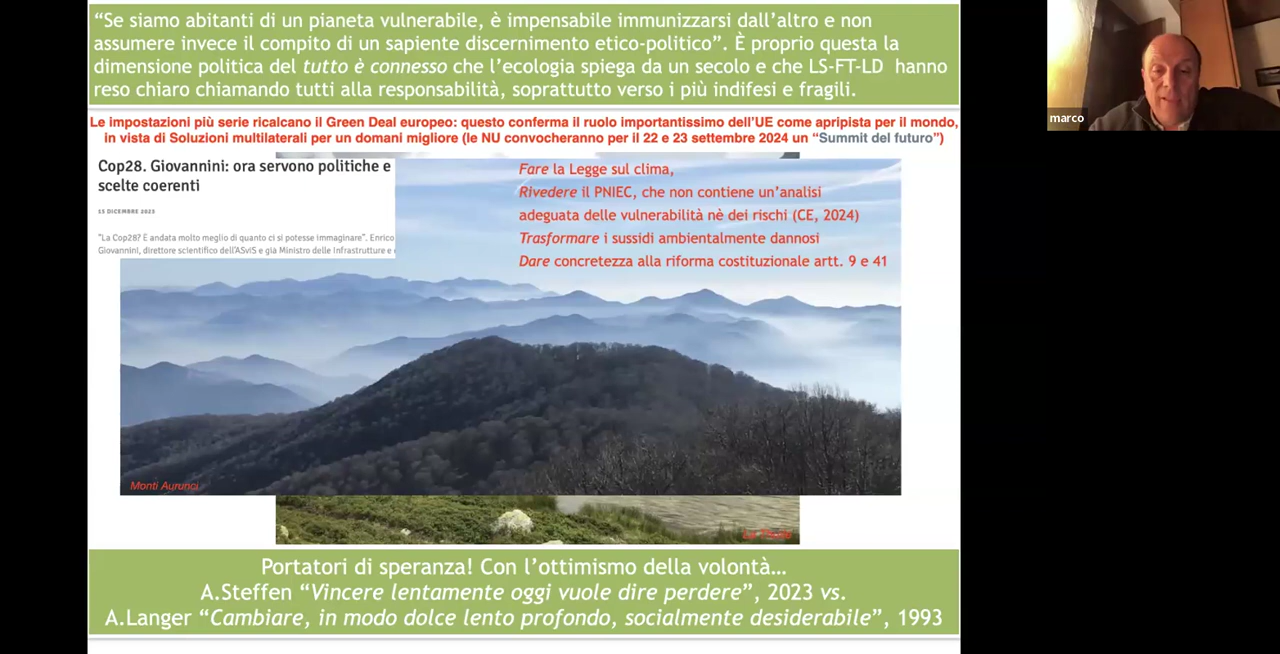 “Se siamo abitanti di un pianeta vulnerabile, è impensabile immunizzarsi dall’altro e non
assumere invece il compito di un sapiente discernimento etico-politico”. È proprio questa la
dimensione politica del tutto è connesso che l’ecologia spiega da un secolo e che LS-FT-LD hanno
reso chiaro chiamando tutti alla responsabilità, soprattutto verso i più indifesi e fragili.
marco
Le impostazioni più serie ricalcano il Green Deal europeo: questo conferma il ruolo importantissimo dell’UE come apripista per il mondo,
in vista di Soluzioni multilaterali per un domani migliore (le NU convocheranno per il 22 e 23 settembre 2024 un “Summit del futuro”)
Cop28. Giovannini: ora servono politiche e
scelte coerenti
15 DICEMBRE 2023
"La Cop28? È andata molto meglio di quanto ci si potesse immaginare". Enrico
Giovannini, direttore scientifico dell'ASviS e già Ministro delle Infrastrutture e
Fare la Legge sul clima,
Rivedere il PNIEC, che non contiene un’analisi
adeguata delle vulnerabilità nè dei rischi (CE, 2024)
Trasformare i sussidi ambientalmente dannosi
Dare concretezza alla riforma costituzionale artt. 9 e 41
Monti Aurunci
Portatori di speranza! Con l’ottimismo della volontà…
A.Steffen “Vincere lentamente oggi vuole dire perdere”, 2023 vs.
A.Langer “Cambiare, in modo dolce lento profondo, socialmente desiderabile”, 1993